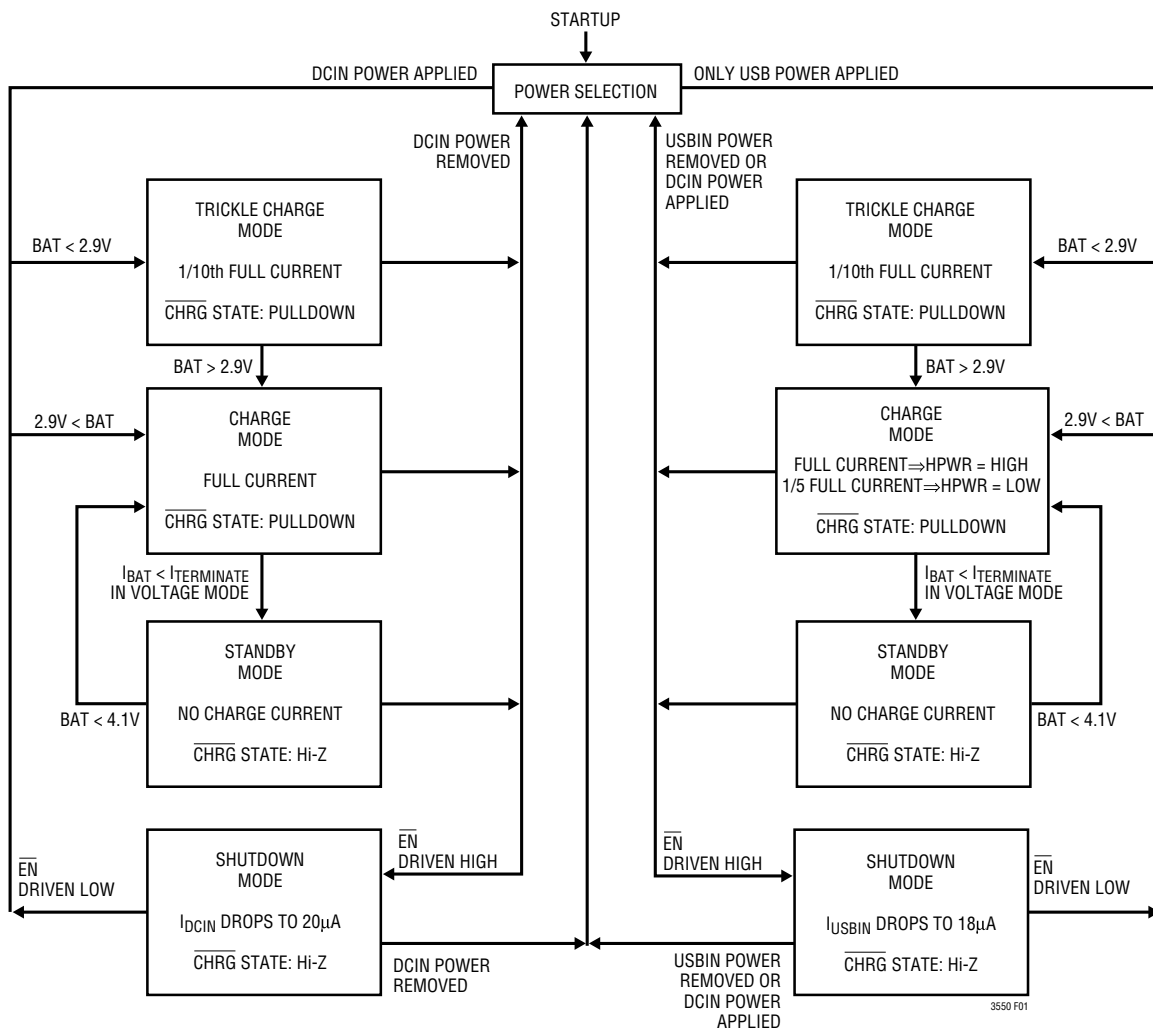 STARTUP
DCIN POWER APPLIED
POWER SELECTION
ONLY USB POWER APPLIED
DCIN POWER
REMOVED
USBIN POWER
REMOVED OR
DCIN POWER
APPLIED
BAT < 2.9V
TRICKLE CHARGE
MODE
1/10th FULL CURRENT
CHRG STATE: PULLDOWN
BAT > 2.9V
2.9V < BAT
CHARGE
MODE
FULL CURRENT
CHRG STATE: PULLDOWN
IBAT < ITERMINATE
IN VOLTAGE MODE
STANDBY
MODE
NO CHARGE CURRENT
CHRG STATE: Hi-Z
BAT < 4.1V
EN
DRIVEN LOW
SHUTDOWN
MODE
IDCIN DROPS TO 20µA
CHRG STATE: Hi-Z
EN
DRIVEN HIGH
DCIN POWER
REMOVED
TRICKLE CHARGE
MODE
1/10th FULL CURRENT
CHRG STATE: PULLDOWN
BAT < 2.9V
BAT > 2.9V
CHARGE
MODE
FULL CURRENT⇒HPWR = HIGH
1/5 FULL CURRENT⇒HPWR = LOW
CHRG STATE: PULLDOWN
2.9V < BAT
IBAT < ITERMINATE
IN VOLTAGE MODE
STANDBY
MODE
NO CHARGE CURRENT
CHRG STATE: Hi-Z
BAT < 4.1V
EN
DRIVEN HIGH
SHUTDOWN
MODE
IUSBIN DROPS TO 18µA
CHRG STATE: Hi-Z
EN
DRIVEN LOW
USBIN POWER
REMOVED OR
DCIN POWER
APPLIED
3550 F01